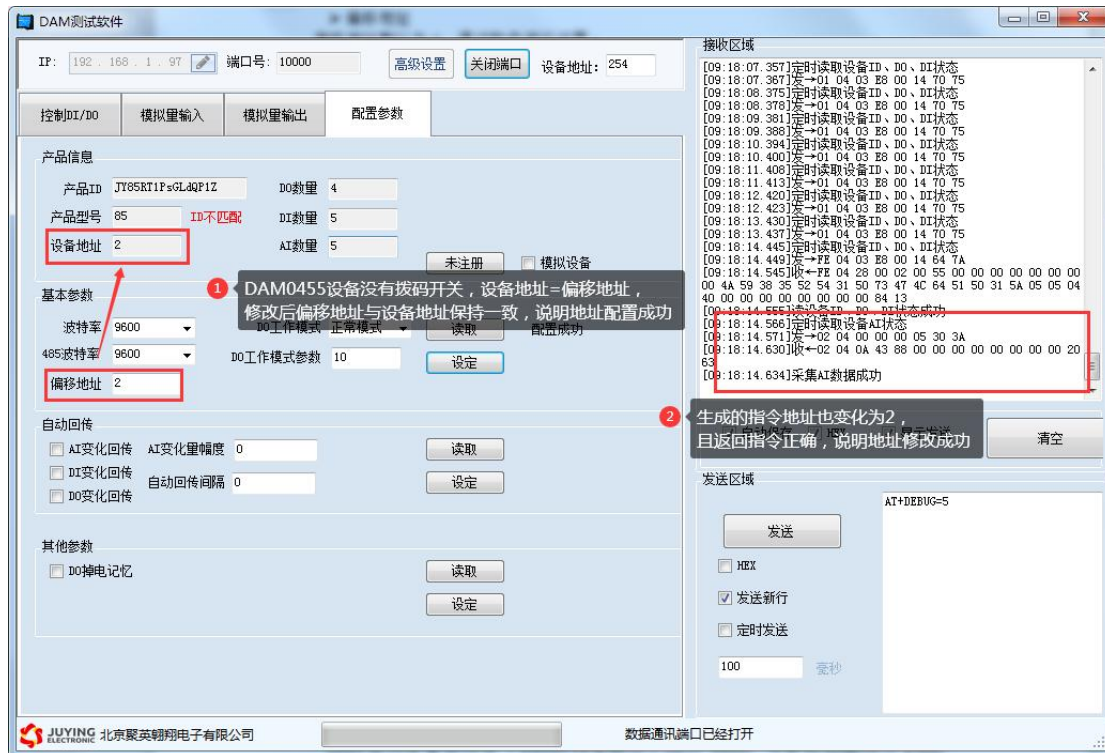 DAM测试软件
IP: 192 . 168 . 1 . 97 端口号: 10000 高级设置 关闭端口 设备地址: 254
控制DI/DO 模拟量输入 模拟量输出 配置参数
产品信息
产品ID JY85RT1PsGLdQP1Z DO数量 4
产品型号 85 ID不匹配 DI数量 5
设备地址 2 AI数量 5
未注册 模拟设备
1 DAM0455设备没有拨码开关，设备地址=偏移地址，
修改后偏移地址与设备地址保持一致，说明地址配置成功
基本参数
波特率 9600 DO工作模式 正常模式 读取 配置成功
485波特率 9600 DO工作模式参数 10 设定
偏移地址 2
自动回传
AI变化回传 AI变化量幅度 0 读取
DI变化回传
自动回传间隔 0 设定
DO变化回传
其他参数
DO掉电记忆 读取
设定
接收区域
[09:18:07.357]定时读取设备ID、DO、DI状态
[09:18:07.367]发→01 04 03 E8 00 14 70 75
[09:18:08.375]定时读取设备ID、DO、DI状态
[09:18:08.378]发→01 04 03 E8 00 14 70 75
[09:18:09.381]定时读取设备ID、DO、DI状态
[09:18:09.388]发→01 04 03 E8 00 14 70 75
[09:18:10.394]定时读取设备ID、DO、DI状态
[09:18:10.400]发→01 04 03 E8 00 14 70 75
[09:18:11.408]定时读取设备ID、DO、DI状态
[09:18:11.413]发→01 04 03 E8 00 14 70 75
[09:18:12.420]定时读取设备ID、DO、DI状态
[09:18:12.423]发→01 04 03 E8 00 14 70 75
[09:18:13.430]定时读取设备ID、DO、DI状态
[09:18:13.437]发→01 04 03 E8 00 14 70 75
[09:18:14.445]定时读取设备ID、DO、DI状态
[09:18:14.449]发→FE 04 03 E8 00 14 64 7A
[09:18:14.545]收←FE 04 28 00 02 00 55 00 00 00 00 00 00 00
00 4A 59 38 35 52 54 31 50 73 47 4C 64 51 50 31 5A 05 05 04
40 00 00 00 00 00 00 00 84 13
[09:18:14.555]读设备ID、DO、DI状态成功
[09:18:14.566]定时读取设备AI状态
[09:18:14.571]发→02 04 00 00 00 05 30 3A
[09:18:14.630]收←02 04 0A 43 88 00 00 00 00 00 00 00 00 20
63
[09:18:14.634]采集AI数据成功
2 生成的指令地址也变化为2，
且返回指令正确，说明地址修改成功
清空
发送区域
AT+DEBUG=5
发送
HEX
发送新行
定时发送
100 毫秒
JUYING ELECTRONIC 北京聚英翱翔电子有限公司 数据通讯端口已经打开